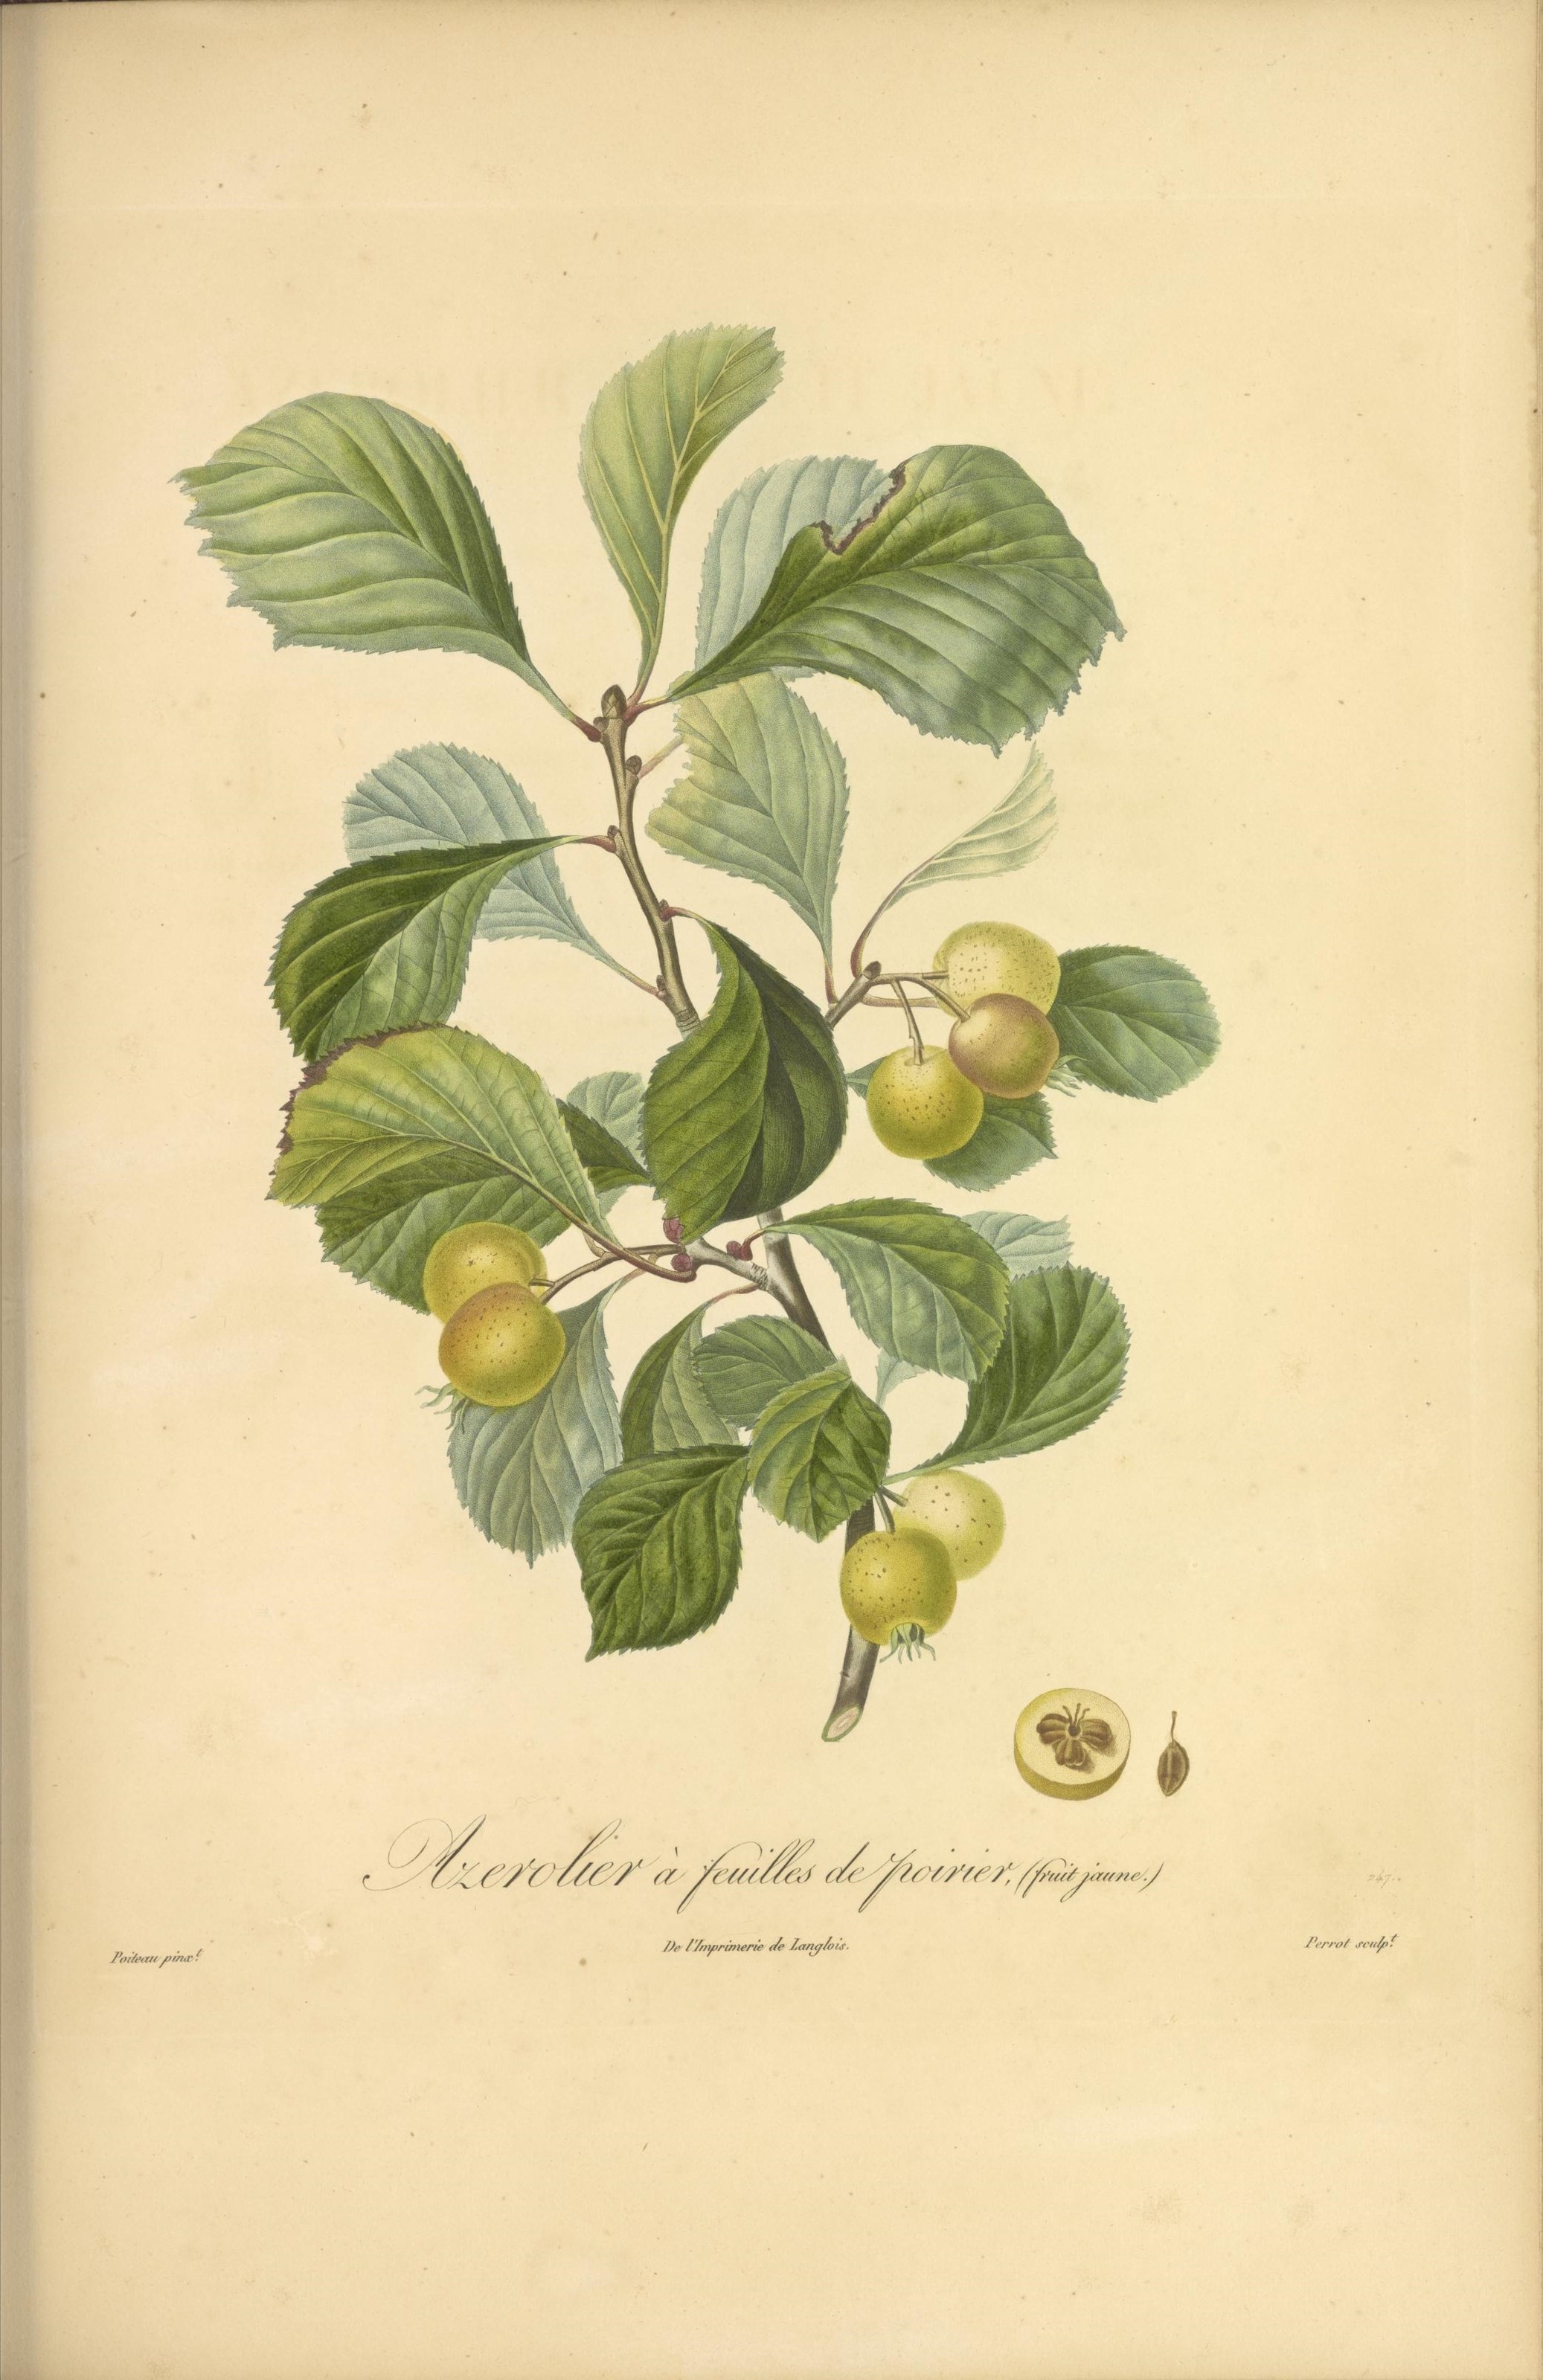 Azerolier à feuilles de poirier, (fruit jaune.)
Poiteau pinx.t
De l'Imprimerie de Langlois.
Perrot sculp.t